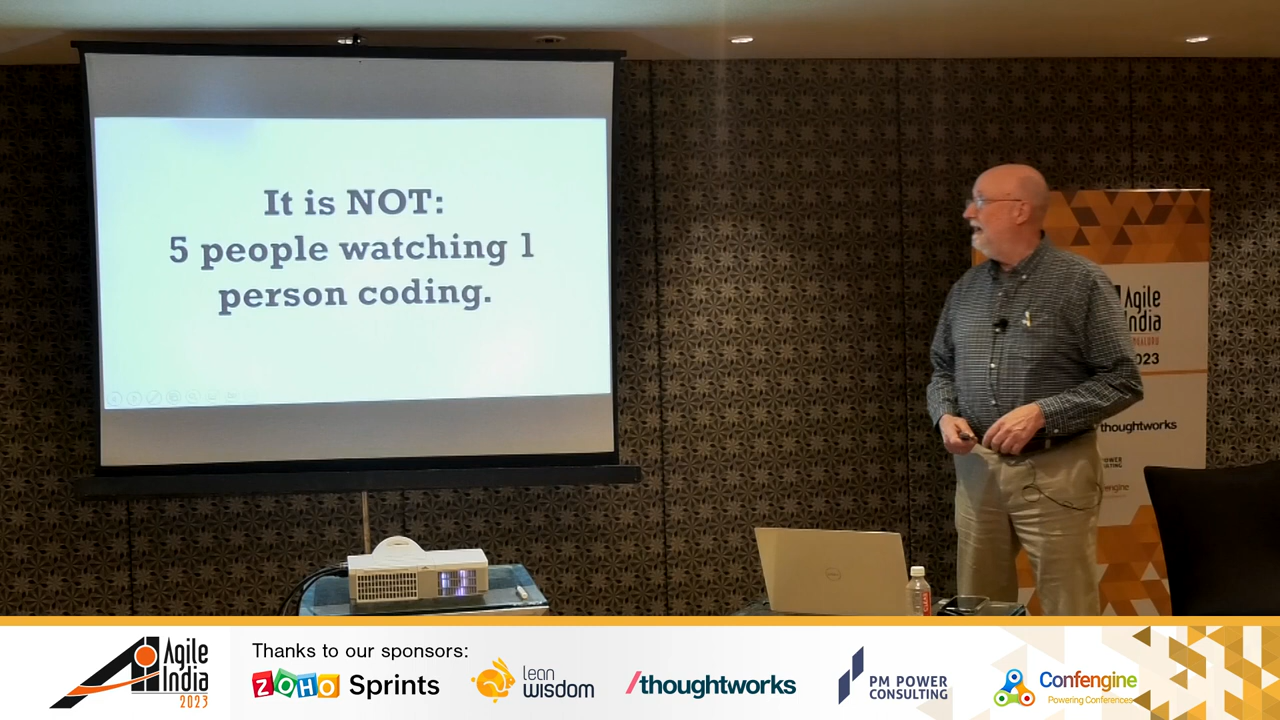 It is NOT:
5 people watching 1
person coding.
Agile
India
2023
thoughtworks
DELL
Agile
India
2023
Thanks to our sponsors:
ZOHO Sprints
lean
wisdom
/thoughtworks
PM POWER
CONSULTING
Confengine
Powering Conferences